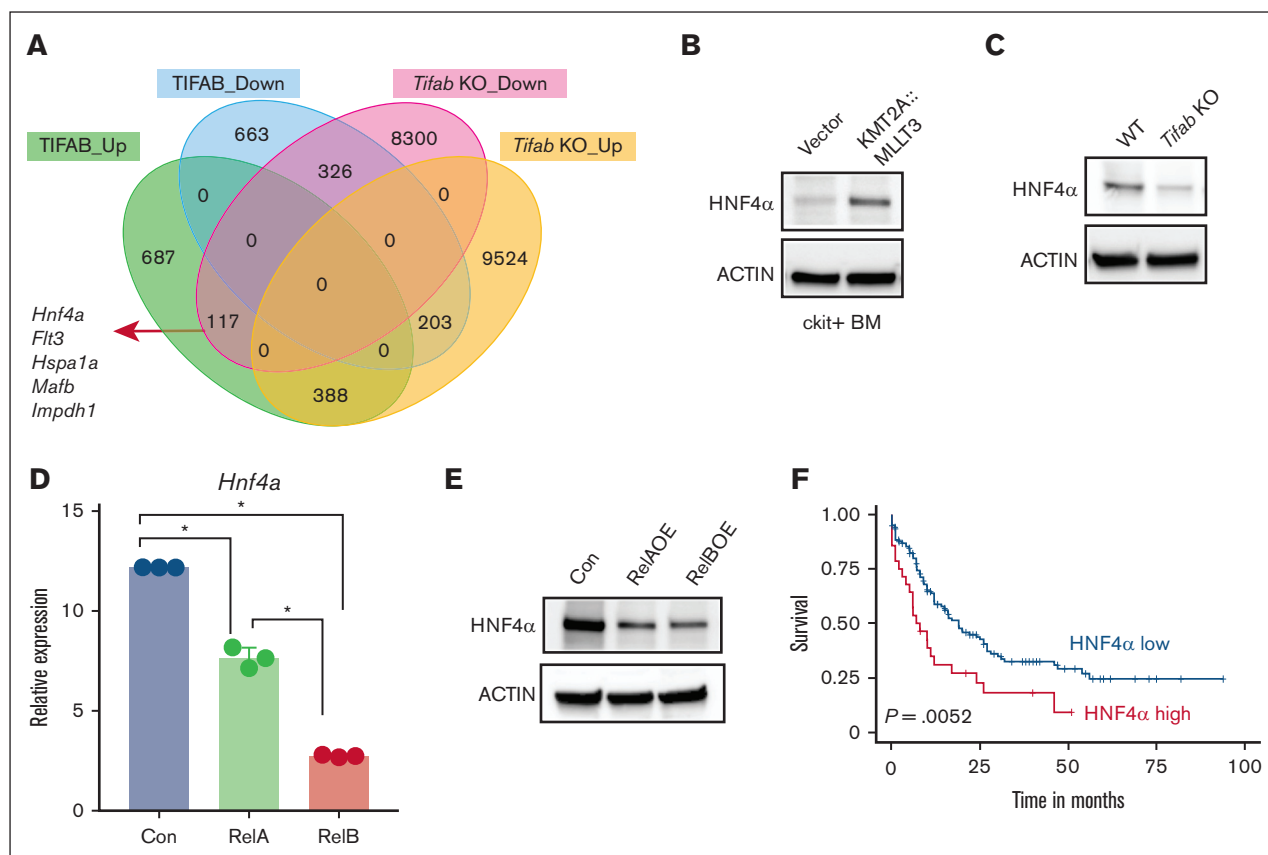 A
TIFAB_Down
Tifab KO_Down
TIFAB_Up
Tifab KO_Up
663
8300
326
0
0
687
0
0
9524
0
117
203
0
0
388
Hnf4a
Flt3
Hspa1a
Mafb
Impdh1
B
Vector
KMT2A::
MLLT3
HNF4α
ACTIN
ckit+ BM
C
WT
Tifab KO
HNF4α
ACTIN
D
Hnf4a
Relative expression
15
10
5
0
*
*
*
Con
RelA
RelB
E
Con
RelAOE
RelBOE
HNF4α
ACTIN
F
Survival
1.00
0.75
0.50
0.25
0
HNF4α low
HNF4α high
P = .0052
0
25
50
75
100
Time in months